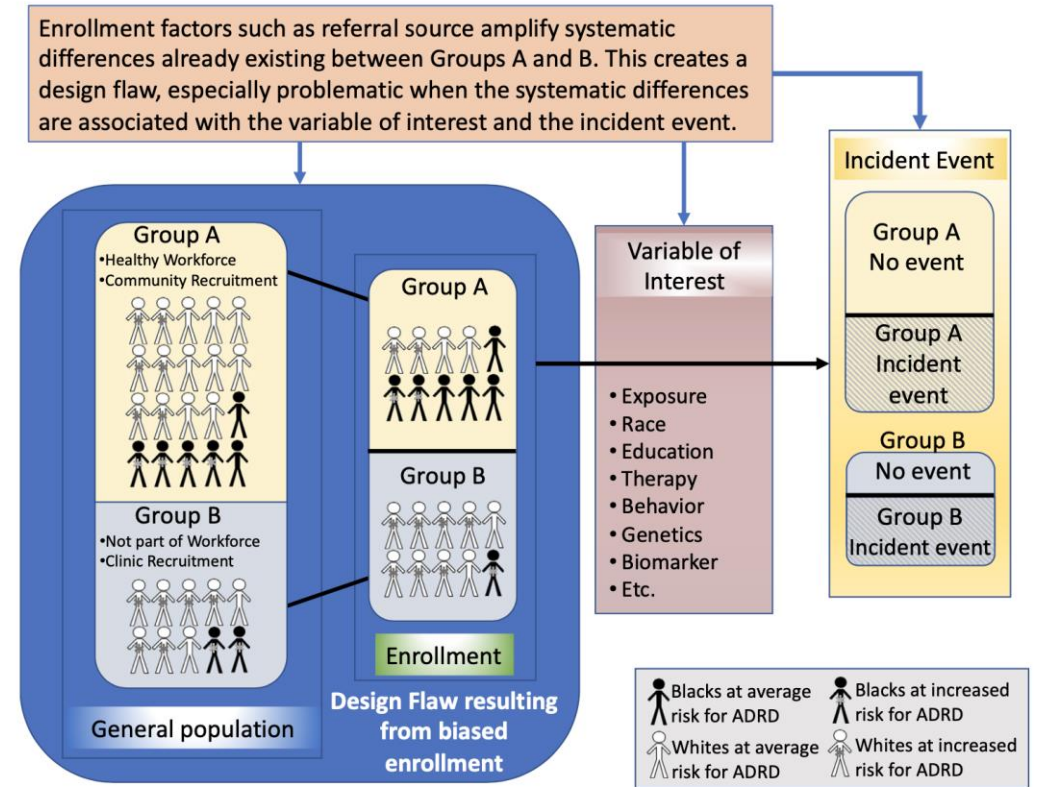 Enrollment factors such as referral source amplify systematic
differences already existing between Groups A and B. This creates a
design flaw, especially problematic when the systematic differences
are associated with the variable of interest and the incident event.
Group A
•Healthy Workforce
•Community Recruitment
Group B
•Not part of Workforce
•Clinic Recruitment
General population
Group A
Group B
Enrollment
Design Flaw resulting
from biased
enrollment
Variable of
Interest
• Exposure
• Race
• Education
• Therapy
• Behavior
• Genetics
• Biomarker
• Etc.
Incident Event
Group A
No event
Group A
Incident
event
Group B
No event
Group B
Incident event
Blacks at average
risk for ADRD
Blacks at increased
risk for ADRD
Whites at average
risk for ADRD
Whites at increased
risk for ADRD